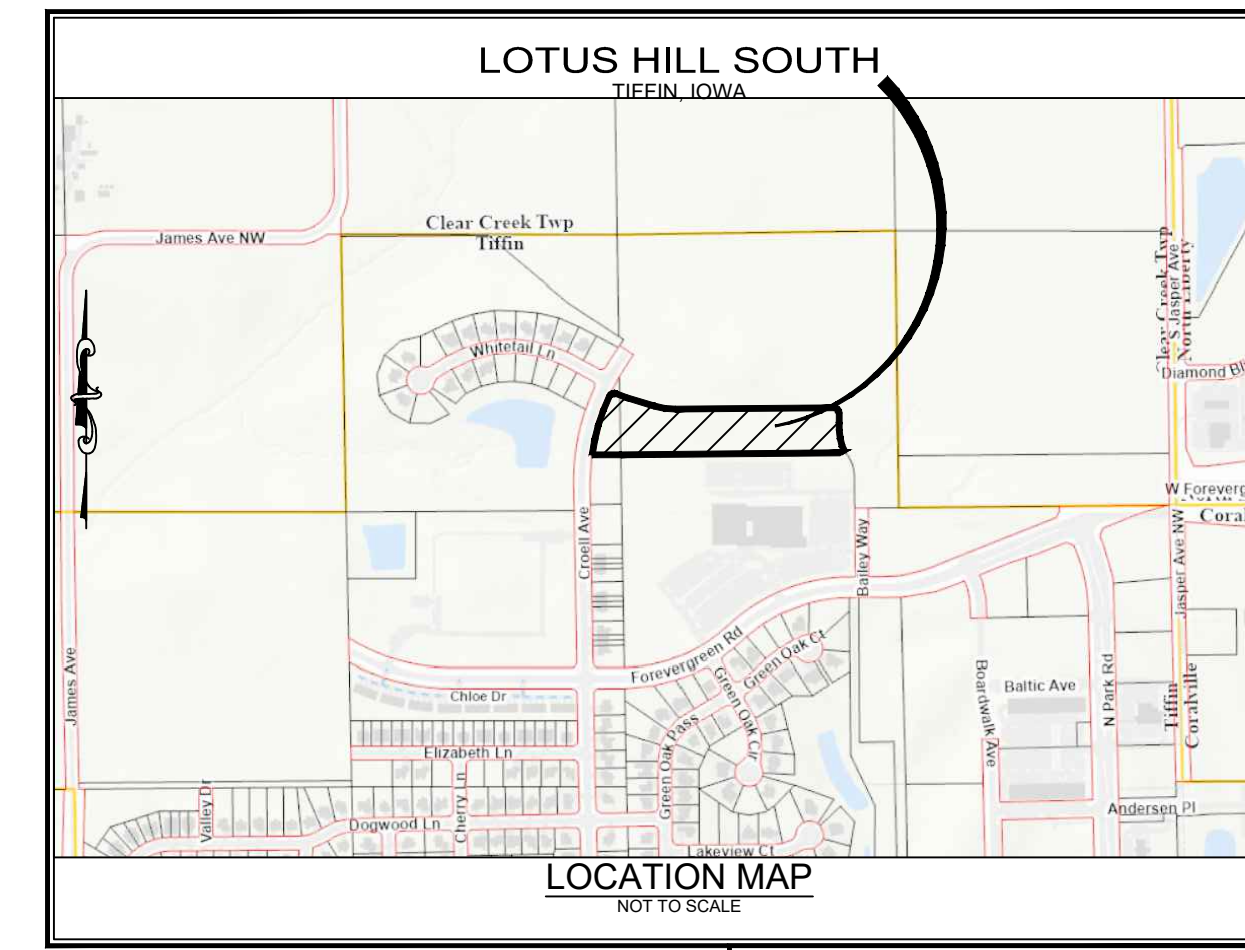 LOTUS HILL SOUTH
TIFFIN, IOWA
Clear Creek Twp
Tiffin
James Ave NW
Clear Creek Twp
S Jasper Ave
North Liberty
Whitetail Ln
Diamond Bl
W Foreverg
Coral
Croell Ave
Bailey Way
Jasper Ave NW
James Ave
Forevergreen Rd
Green Oak Ct
Chloe Dr
Green Oak Cir
Boardwalk Ave
Baltic Ave
N Park Rd
Tiffin
Coralville
Elizabeth Ln
Green Oak Pass
Valley Dr
Cherry Ln
Dogwood Ln
Andersen Pl
Lakeview Ct
LOCATION MAP
NOT TO SCALE